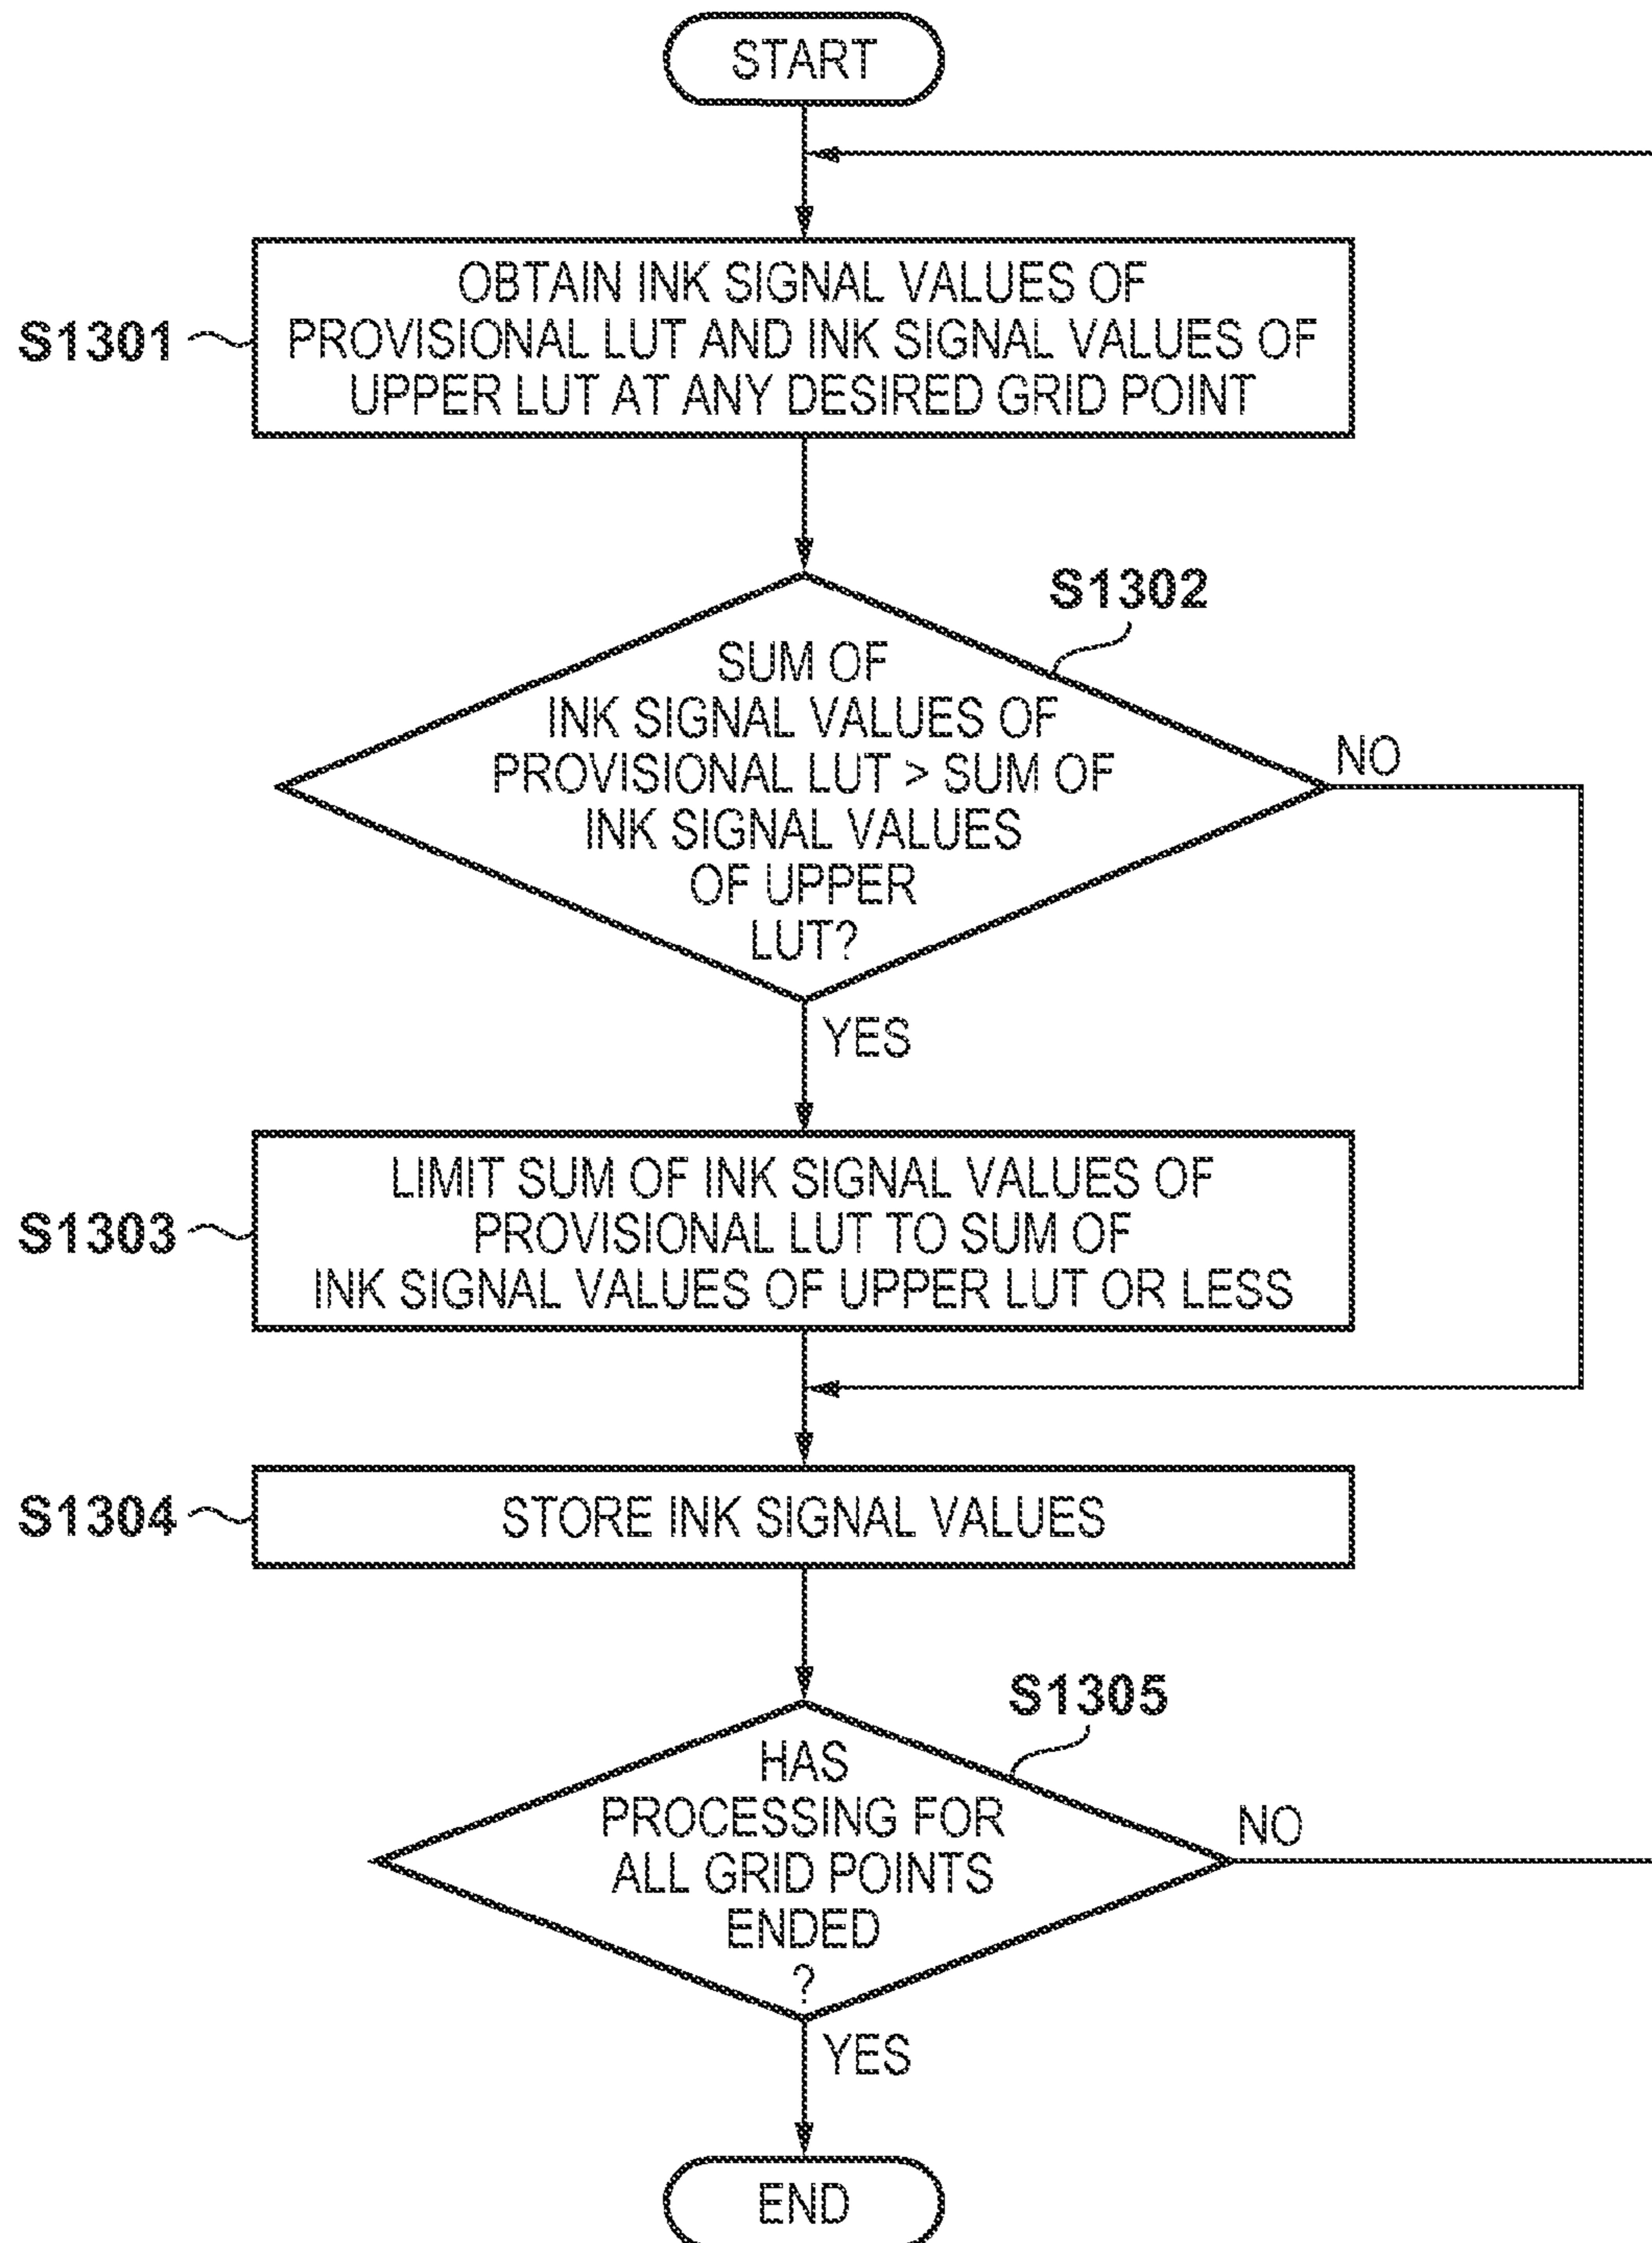 START
S1301
OBTAIN INK SIGNAL VALUES OF
PROVISIONAL LUT AND INK SIGNAL VALUES OF
UPPER LUT AT ANY DESIRED GRID POINT
S1302
SUM OF
INK SIGNAL VALUES OF
PROVISIONAL LUT > SUM OF
INK SIGNAL VALUES
OF UPPER
LUT?
NO
YES
S1303
LIMIT SUM OF INK SIGNAL VALUES OF
PROVISIONAL LUT TO SUM OF
INK SIGNAL VALUES OF UPPER LUT OR LESS
S1304
STORE INK SIGNAL VALUES
S1305
HAS
PROCESSING FOR
ALL GRID POINTS
ENDED
?
NO
YES
END